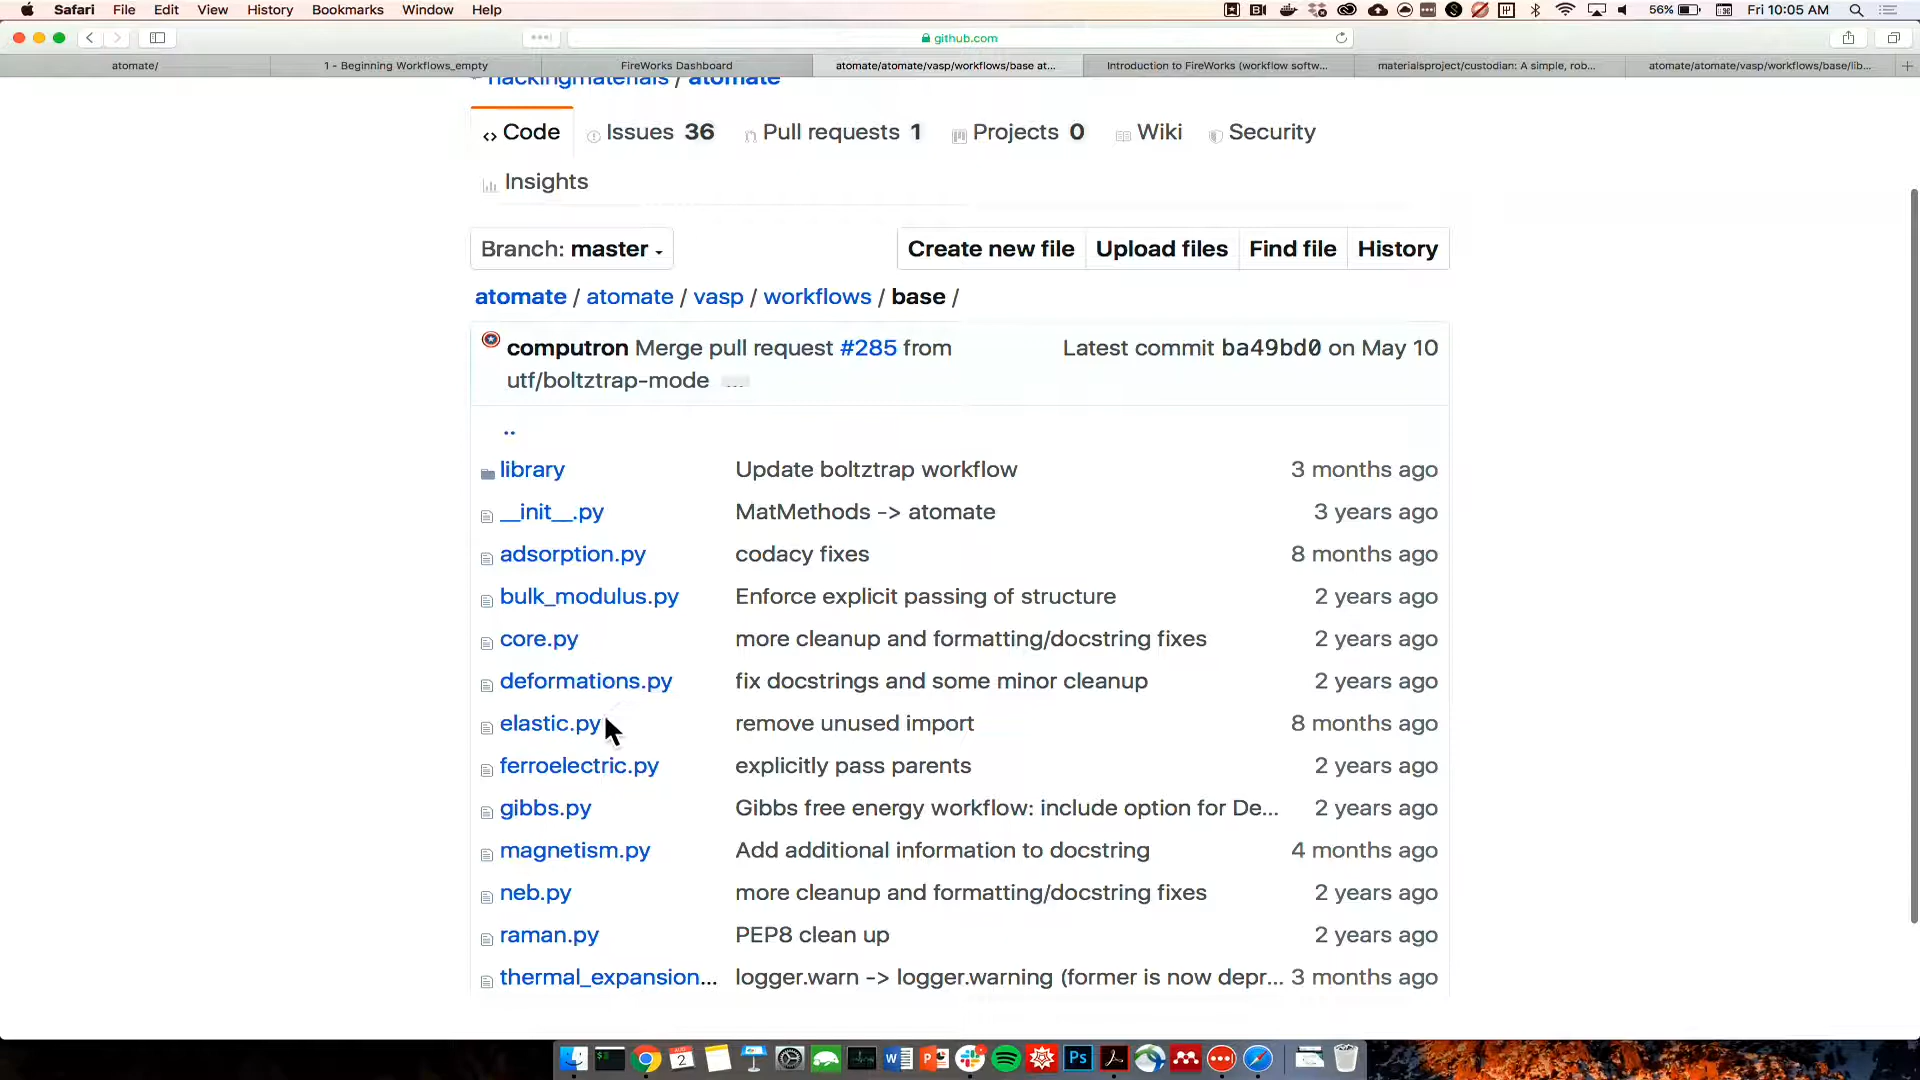 Safari File Edit View History Bookmarks Window Help 56% Fri 10:05 AM
github.com
atomate/ 1 - Beginning Workflows_empty FireWorks Dashboard atomate/atomate/vasp/workflows/base at... Introduction to FireWorks (workflow softw... materialsproject/custodian: A simple, rob... atomate/atomate/vasp/workflows/base/lib...
hackingmaterials / atomate
Code Issues 36 Pull requests 1 Projects 0 Wiki Security
Insights
Branch: master Create new file Upload files Find file History
atomate / atomate / vasp / workflows / base /
computron Merge pull request #285 from Latest commit ba49bd0 on May 10
utf/boltztrap-mode ...
..
library Update boltztrap workflow 3 months ago
__init__.py MatMethods -> atomate 3 years ago
adsorption.py codacy fixes 8 months ago
bulk_modulus.py Enforce explicit passing of structure 2 years ago
core.py more cleanup and formatting/docstring fixes 2 years ago
deformations.py fix docstrings and some minor cleanup 2 years ago
elastic.py remove unused import 8 months ago
ferroelectric.py explicitly pass parents 2 years ago
gibbs.py Gibbs free energy workflow: include option for De... 2 years ago
magnetism.py Add additional information to docstring 4 months ago
neb.py more cleanup and formatting/docstring fixes 2 years ago
raman.py PEP8 clean up 2 years ago
thermal_expansion... logger.warn -> logger.warning (former is now depr... 3 months ago